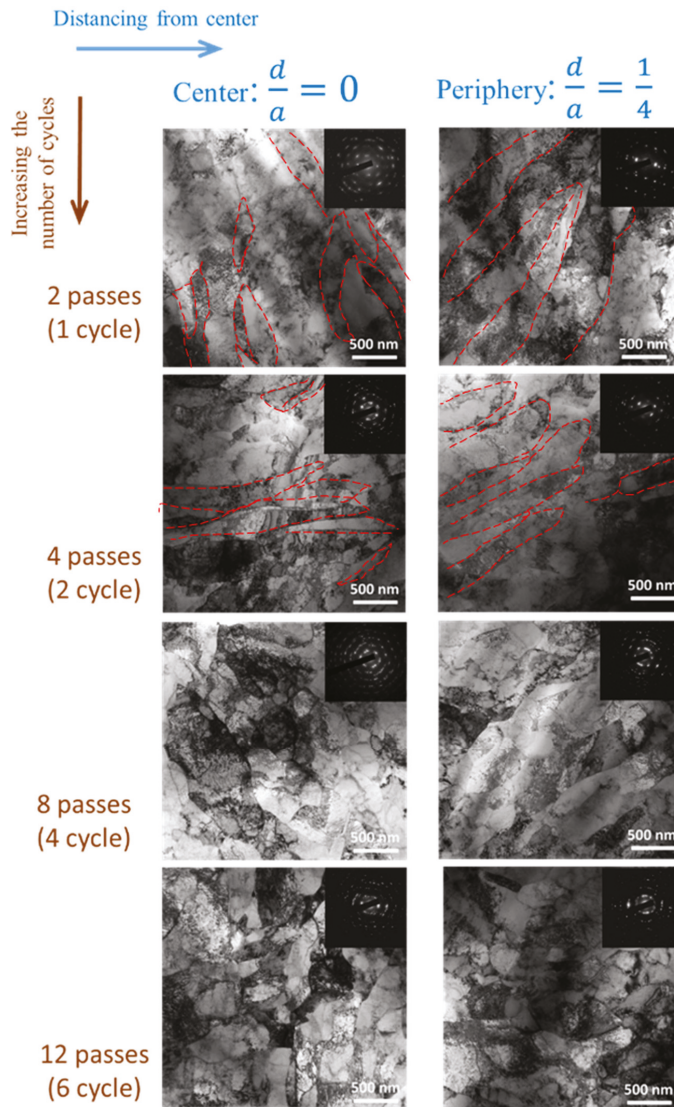 Distancing from center
Increasing the
number of cycles
Center: d/a = 0
Periphery: d/a = 1/4
2 passes
(1 cycle)
500 nm
500 nm
4 passes
(2 cycle)
500 nm
500 nm
8 passes
(4 cycle)
500 nm
500 nm
12 passes
(6 cycle)
500 nm
500 nm